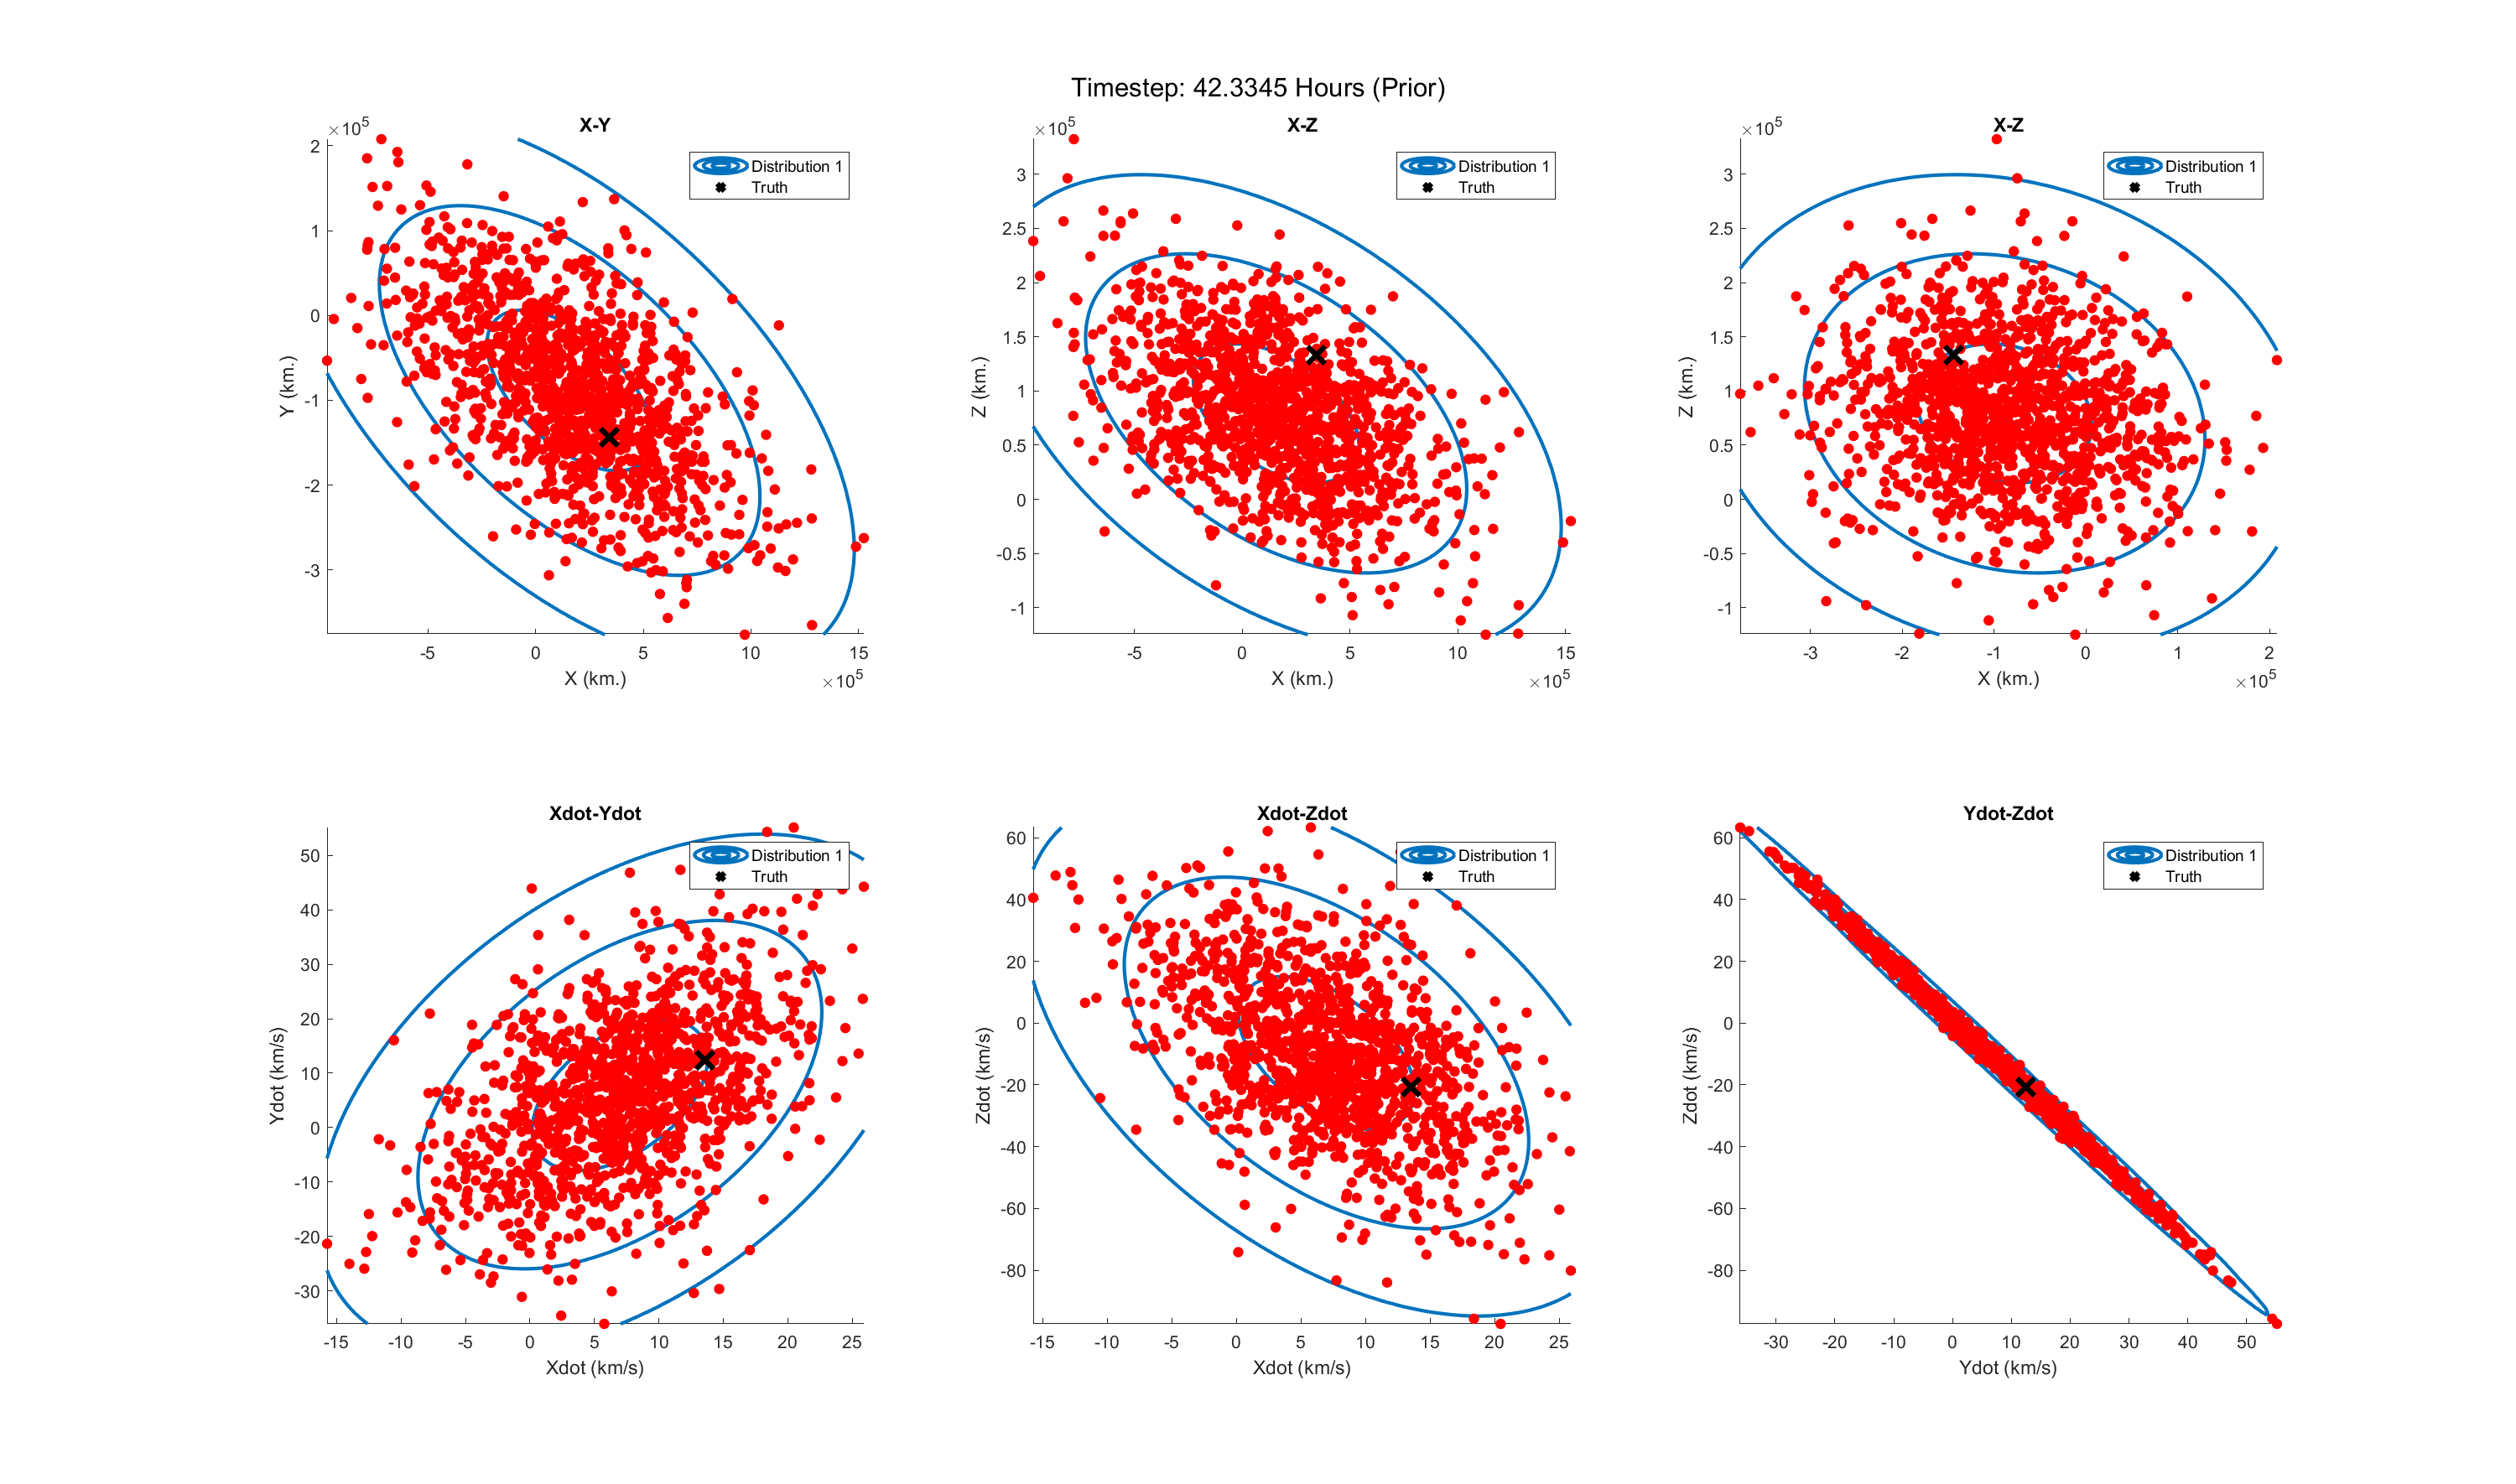 Timestep: 42.3345 Hours (Prior)
X-Y
×10^5
2
1
0
-1
-2
-3
Y (km.)
-5 0 5 10 15
X (km.)
×10^5
Distribution 1
Truth
X-Z
×10^5
3
2.5
2
1.5
1
0.5
0
-0.5
-1
Z (km.)
-5 0 5 10 15
X (km.)
×10^5
Distribution 1
Truth
X-Z
×10^5
3
2.5
2
1.5
1
0.5
0
-0.5
-1
Z (km.)
-3 -2 -1 0 1 2
X (km.)
×10^5
Distribution 1
Truth
Xdot-Ydot
50
40
30
20
10
0
-10
-20
-30
Ydot (km/s)
-15 -10 -5 0 5 10 15 20 25
Xdot (km/s)
Distribution 1
Truth
Xdot-Zdot
60
40
20
0
-20
-40
-60
-80
Zdot (km/s)
-15 -10 -5 0 5 10 15 20 25
Xdot (km/s)
Distribution 1
Truth
Ydot-Zdot
60
40
20
0
-20
-40
-60
-80
Zdot (km/s)
-30 -20 -10 0 10 20 30 40 50
Ydot (km/s)
Distribution 1
Truth